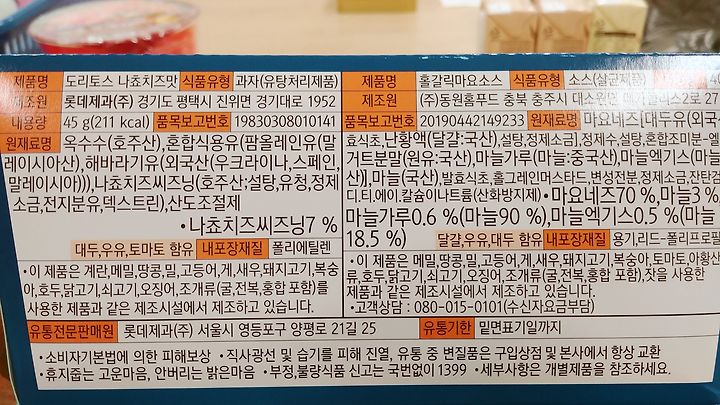 제품명 도리토스 나쵸치즈맛 식품유형 과자(유탕처리제품)
제조원 롯데제과(주) 경기도 평택시 진위면 경기대로 1952
내용량 45 g(211 kcal) 품목보고번호 19830308010141
원재료명 옥수수(호주산),혼합식용유(팜올레인유(말
레이시아산),해바라기유(외국산(우크라이나,스페인,
말레이시아))),나쵸치즈씨즈닝(호주산;설탕,유청,정제
소금,전지분유,덱스트린),산도조절제
•나쵸치즈씨즈닝7 %
대두,우유,토마토 함유 내포장재질 폴리에틸렌
•이 제품은 계란,메밀,땅콩,밀,고등어,게,새우,돼지고기,복숭
아,호두,닭고기,쇠고기,오징어,조개류(굴,전복,홍합 포함)를
사용한 제품과 같은 제조시설에서 제조하고 있습니다.
제품명 홀갈릭마요소스 식품유형 소스(살균제품)
제조원 (주)동원홈푸드 충북 충주시 대소원면 2로 27
품목보고번호 20190442149233 원재료명 마요네즈[대두유(외국
효식초,난황액(달걀:국산),설탕,정제소금],정제수,설탕,혼합조미분-엘
거트분말(원유:국산),마늘가루(마늘:중국산),마늘엑기스(마늘
산],마늘(국산),발효식초,홀그레인머스타드,변성전분,정제소금,잔탄검
디.티.에이.칼슘이나트륨(산화방지제)•마요네즈70 %,마늘3 %
마늘가루0.6 %(마늘90 %),마늘엑기스0.5 %(마늘
18.5 %)
달걀,우유,대두 함유 내포장재질 용기,리드-폴리프로필
•이 제품은 메밀,땅콩,밀,고등어,게,새우,돼지고기,복숭아,토마토,아황산
류,호두,닭고기,쇠고기,오징어,조개류(굴,전복,홍합 포함),잣을 사용한
제품과 같은 제조시설에서 제조하고 있습니다.
•고객상담 : 080-015-0101(수신자요금부담)
유통전문판매원 롯데제과(주) 서울시 영등포구 양평로 21길 25 유통기한 밑면표기일까지
•소비자기본법에 의한 피해보상 •직사광선 및 습기를 피해 진열, 유통 중 변질품은 구입상점 및 본사에서 항상 교환
•휴지줍는 고운마음, 안버리는 밝은마음 •부정,불량식품 신고는 국번없이 1399 •세부사항은 개별제품을 참조하세요.